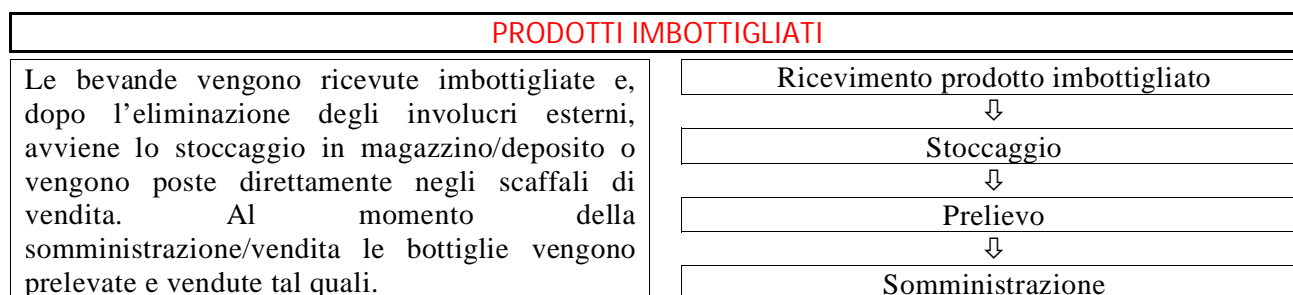 PRODOTTI IMBOTTIGLIATI
Le bevande vengono ricevute imbottigliate e,
dopo l'eliminazione degli involucri esterni,
avviene lo stoccaggio in magazzino/deposito o
vengono poste direttamente negli scaffali di
vendita. Al momento della
somministrazione/vendita le bottiglie vengono
prelevate e vendute tal quali.
Ricevimento prodotto imbottigliato
⇩
Stoccaggio
⇩
Prelievo
⇩
Somministrazione